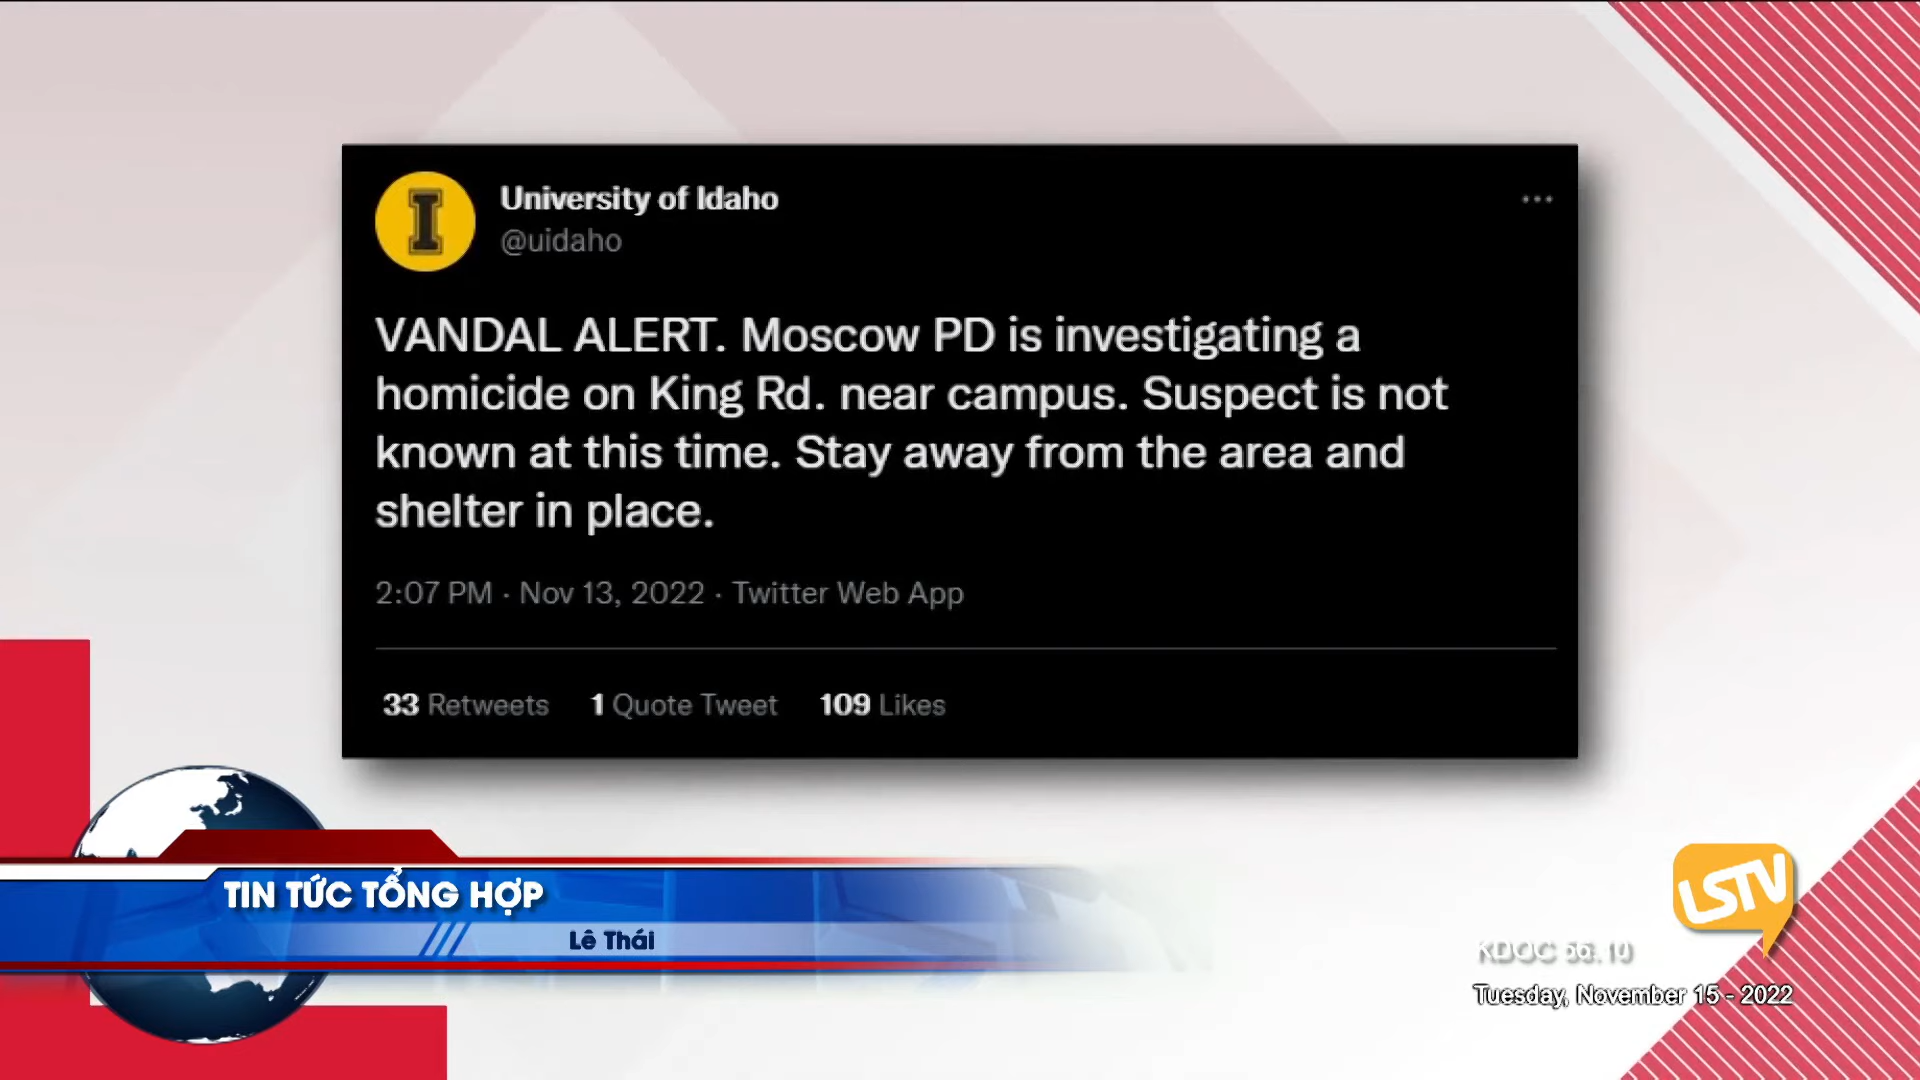 University of Idaho
@uidaho
VANDAL ALERT. Moscow PD is investigating a
homicide on King Rd. near campus. Suspect is not
known at this time. Stay away from the area and
shelter in place.
2:07 PM · Nov 13, 2022 · Twitter Web App
33 Retweets 1 Quote Tweet 109 Likes
TIN TỨC TỔNG HỢP
Lê Thái
LSTV
KDOC 56.10
Tuesday, November 15 - 2022